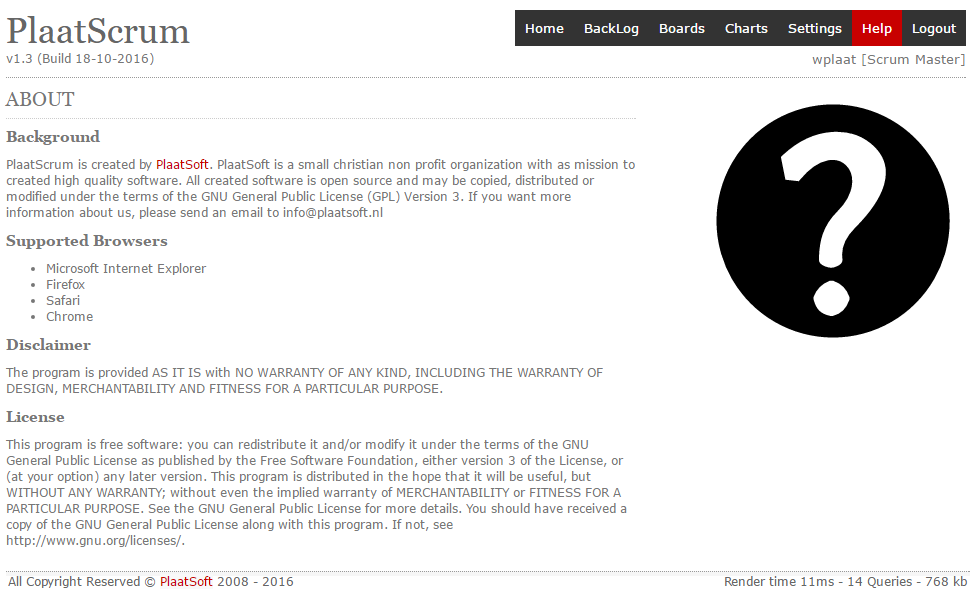 PlaatScrum
v1.3 (Build 18-10-2016)
Home BackLog Boards Charts Settings Help Logout
wplaat [Scrum Master]
ABOUT
Background
PlaatScrum is created by PlaatSoft. PlaatSoft is a small christian non profit organization with as mission to
created high quality software. All created software is open source and may be copied, distributed or
modified under the terms of the GNU General Public License (GPL) Version 3. If you want more
information about us, please send an email to info@plaatsoft.nl
Supported Browsers
• Microsoft Internet Explorer
• Firefox
• Safari
• Chrome
Disclaimer
The program is provided AS IT IS with NO WARRANTY OF ANY KIND, INCLUDING THE WARRANTY OF
DESIGN, MERCHANTABILITY AND FITNESS FOR A PARTICULAR PURPOSE.
License
This program is free software: you can redistribute it and/or modify it under the terms of the GNU
General Public License as published by the Free Software Foundation, either version 3 of the License, or
(at your option) any later version. This program is distributed in the hope that it will be useful, but
WITHOUT ANY WARRANTY; without even the implied warranty of MERCHANTABILITY or FITNESS FOR A
PARTICULAR PURPOSE. See the GNU General Public License for more details. You should have received a
copy of the GNU General Public License along with this program. If not, see
http://www.gnu.org/licenses/.
?
All Copyright Reserved © PlaatSoft 2008 - 2016
Render time 11ms - 14 Queries - 768 kb